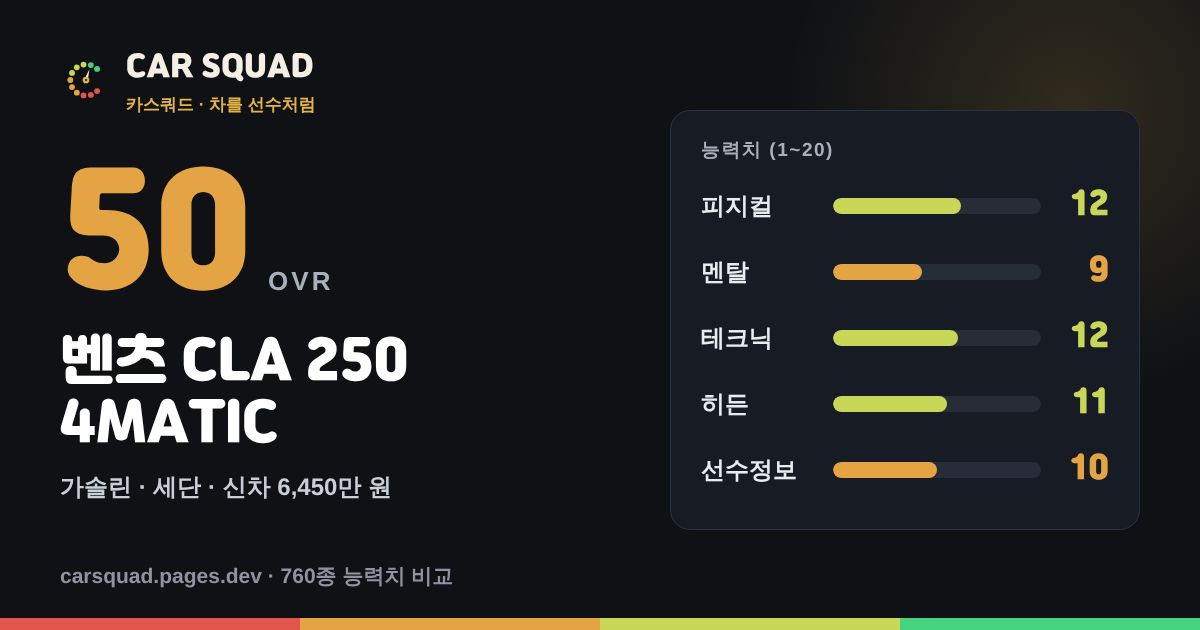 CAR SQUAD
카스쿼드 · 차를 선수처럼
50 OVR
벤츠 CLA 250
4MATIC
가솔린 · 세단 · 신차 6,450만 원
carsquad.pages.dev · 760종 능력치 비교
능력치 (1~20)
피지컬 12
멘탈 9
테크닉 12
히든 11
선수정보 10